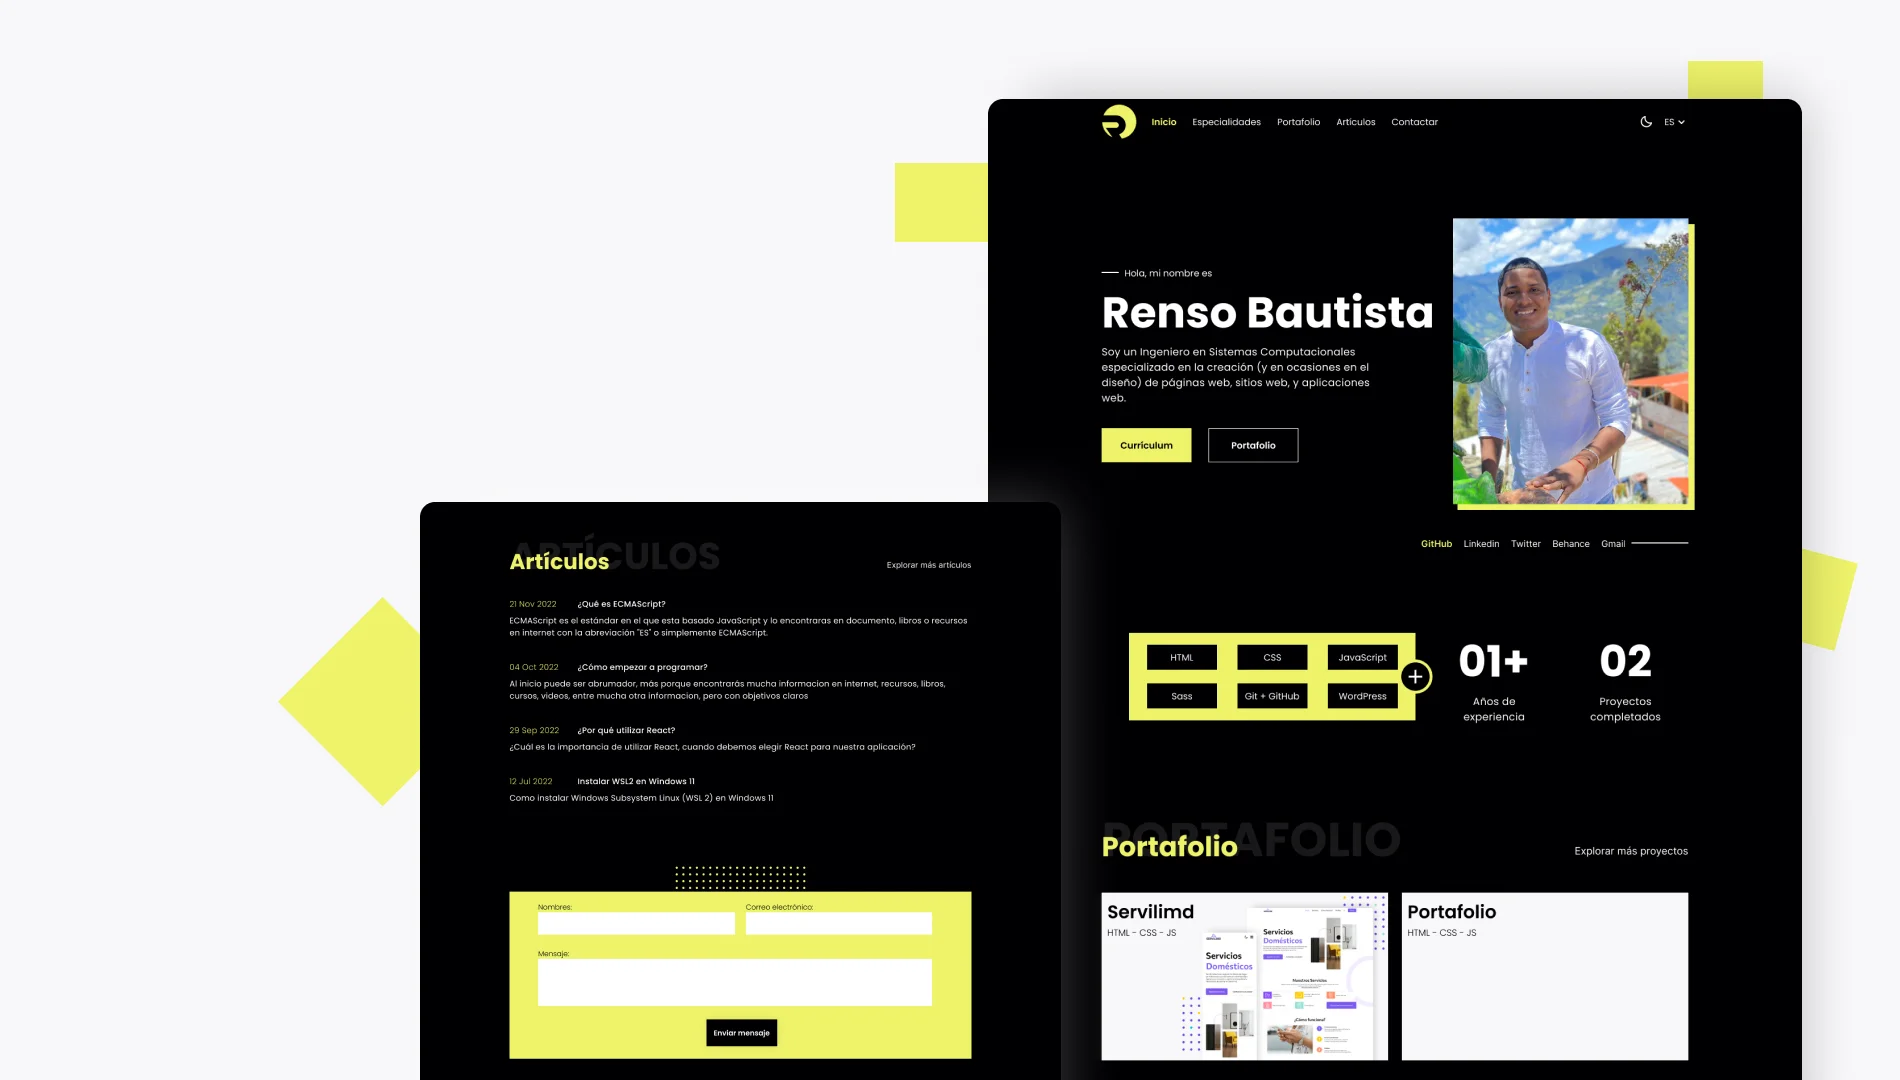 Inicio Especialidades Portafolio Artículos Contactar ES
Hola, mi nombre es
Renso Bautista
Soy un Ingeniero en Sistemas Computacionales
especializado en la creación (y en ocasiones en el
diseño) de páginas web, sitios web, y aplicaciones
web.
Currículum Portafolio
GitHub Linkedin Twitter Behance Gmail
HTML CSS JavaScript
Sass Git + GitHub WordPress
01+
Años de
experiencia
02
Proyectos
completados
PORTAFOLIO
Portafolio
Explorar más proyectos
Servilimd
HTML - CSS - JS
Servicios
Domésticos
Servicios
Domésticos
Nuestros Servicios
¿Cómo funciona?
Portafolio
HTML - CSS - JS
ARTÍCULOS
Artículos
Explorar más artículos
21 Nov 2022 ¿Qué es ECMAScript?
ECMAScript es el estándar en el que esta basado JavaScript y lo encontraras en documento, libros o recursos
en internet con la abreviación "ES" o simplemente ECMAScript.
04 Oct 2022 ¿Cómo empezar a programar?
Al inicio puede ser abrumador, más porque encontrarás mucha informacion en internet, recursos, libros,
cursos, videos, entre mucha otra informacion, pero con objetivos claros
29 Sep 2022 ¿Por qué utilizar React?
¿Cuál es la importancia de utilizar React, cuando debemos elegir React para nuestra aplicación?
12 Jul 2022 Instalar WSL2 en Windows 11
Como instalar Windows Subsystem Linux (WSL 2) en Windows 11
Nombres:
Correo electrónico:
Mensaje:
Enviar mensaje